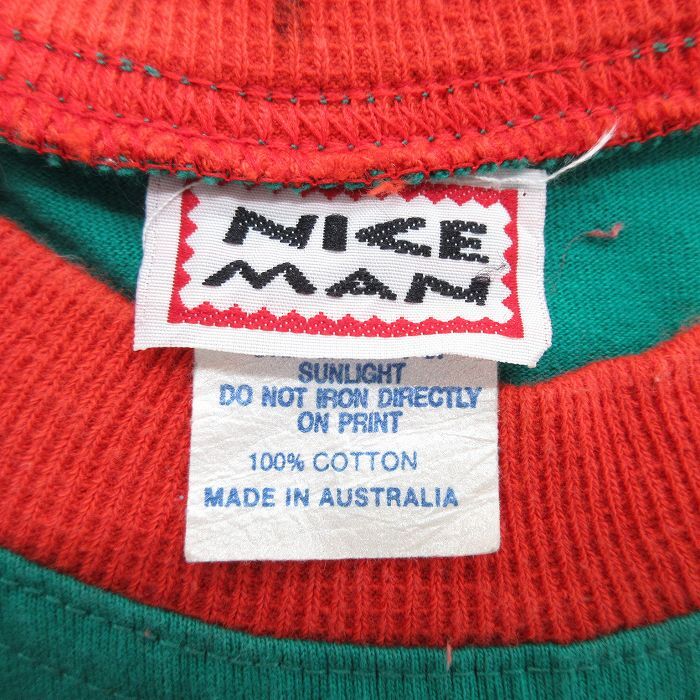 NICE
MAN
SUNLIGHT
DO NOT IRON DIRECTLY
ON PRINT
100% COTTON
MADE IN AUSTRALIA